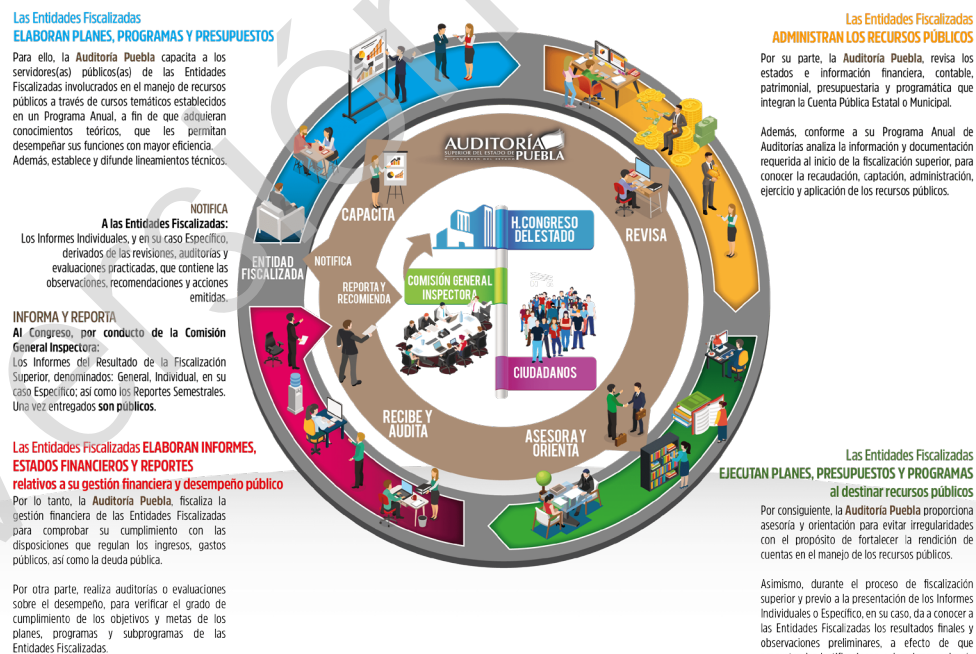 Las Entidades Fiscalizadas
ELABORAN PLANES, PROGRAMAS Y PRESUPUESTOS
Para ello, la Auditoría Puebla capacita a los
servidores(as) públicos(as) de las Entidades
Fiscalizadas involucrados en el manejo de recursos
públicos a través de cursos temáticos establecidos
en un Programa Anual, a fin de que adquieran
conocimientos teóricos, que les permitan
desempeñar sus funciones con mayor eficiencia.
Además, establece y difunde lineamientos técnicos.
NOTIFICA
A las Entidades Fiscalizadas:
Los Informes Individuales, y en su caso Específico,
derivados de las revisiones, auditorías y
evaluaciones practicadas, que contiene las
observaciones, recomendaciones y acciones
emitidas.
INFORMA Y REPORTA
Al Congreso, por conducto de la Comisión
General Inspectora:
Los Informes del Resultado de la Fiscalización
Superior, denominados: General, Individual, en su
caso Específico; así como los Reportes Semestrales.
Una vez entregados son públicos.
Las Entidades Fiscalizadas ELABORAN INFORMES,
ESTADOS FINANCIEROS Y REPORTES
relativos a su gestión financiera y desempeño público
Por lo tanto, la Auditoría Puebla, fiscaliza la
gestión financiera de las Entidades Fiscalizadas
para comprobar su cumplimiento con las
disposiciones que regulan los ingresos, gastos
públicos, así como la deuda pública.
Por otra parte, realiza auditorías o evaluaciones
sobre el desempeño, para verificar el grado de
cumplimiento de los objetivos y metas de los
planes, programas y subprogramas de las
Entidades Fiscalizadas.
AUDITORÍA
SUPERIOR DEL ESTADO DE PUEBLA
H. CONGRESO DEL ESTADO
CAPACITA
REVISA
H. CONGRESO
DEL ESTADO
ENTIDAD
FISCALIZADA
NOTIFICA
REPORTA Y
RECOMIENDA
COMISIÓN GENERAL
INSPECTORA
CIUDADANOS
RECIBE Y
AUDITA
ASESORA Y
ORIENTA
Las Entidades Fiscalizadas
ADMINISTRAN LOS RECURSOS PÚBLICOS
Por su parte, la Auditoría Puebla, revisa los
estados e información financiera, contable,
patrimonial, presupuestaria y programática que
integran la Cuenta Pública Estatal o Municipal.
Además, conforme a su Programa Anual de
Auditorías analiza la información y documentación
requerida al inicio de la fiscalización superior, para
conocer la recaudación, captación, administración,
ejercicio y aplicación de los recursos públicos.
Las Entidades Fiscalizadas
EJECUTAN PLANES, PRESUPUESTOS Y PROGRAMAS
al destinar recursos públicos
Por consiguiente, la Auditoría Puebla proporciona
asesoría y orientación para evitar irregularidades
con el propósito de fortalecer la rendición de
cuentas en el manejo de los recursos públicos.
Asimismo, durante el proceso de fiscalización
superior y previo a la presentación de los Informes
Individuales o Específico, en su caso, da a conocer a
las Entidades Fiscalizadas los resultados finales y
observaciones preliminares, a efecto de que